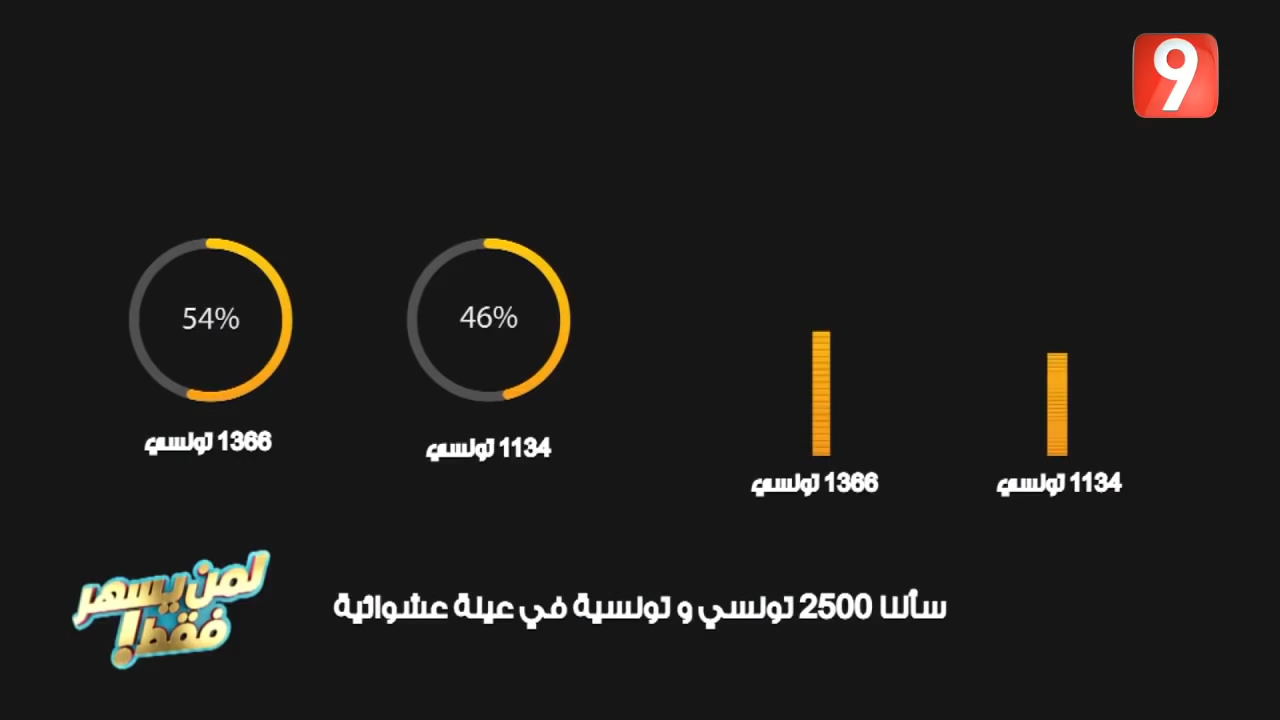 9
54%
46%
1366 تونسي
1134 تونسي
1366 تونسي
1134 تونسي
لمن يسهر
فقط!
سألنا 2500 تونسي و تونسية في عينة عشوائية